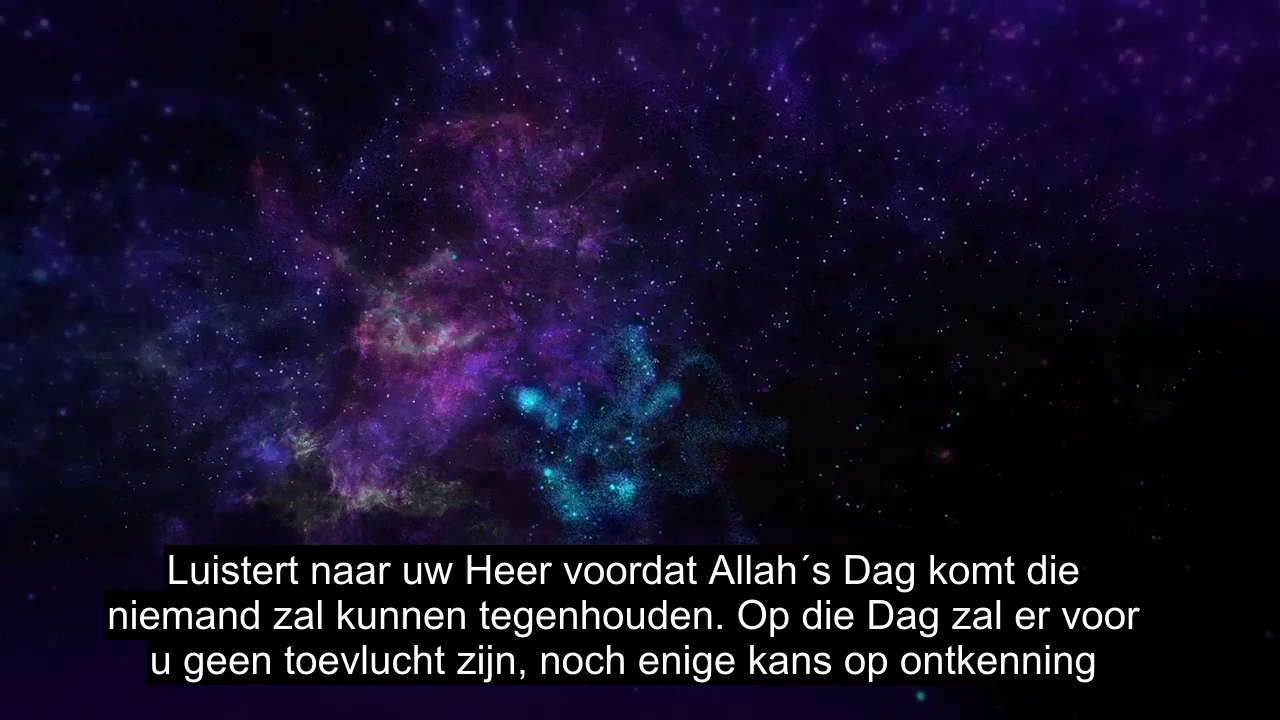 Luistert naar uw Heer voordat Allah´s Dag komt die
niemand zal kunnen tegenhouden. Op die Dag zal er voor
u geen toevlucht zijn, noch enige kans op ontkenning